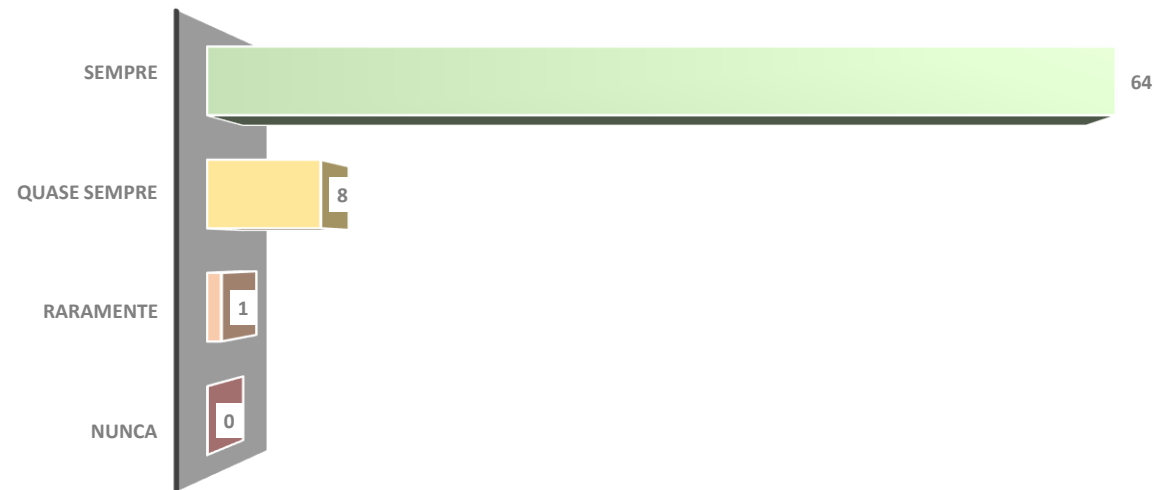 SEMPRE
64
QUASE SEMPRE
8
RARAMENTE
1
NUNCA
0